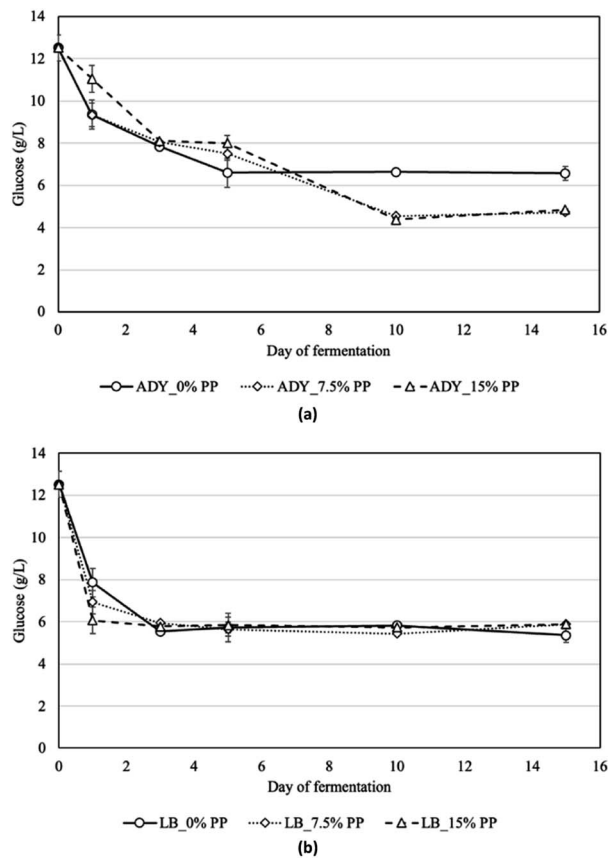 14
12
10
8
6
4
2
0
Glucose (g/L)
0 2 4 6 8 10 12 14 16
Day of fermentation
ADY_0% PP ADY_7.5% PP ADY_15% PP
(a)
14
12
10
8
6
4
2
0
Glucose (g/L)
0 2 4 6 8 10 12 14 16
Day of fermentation
LB_0% PP LB_7.5% PP LB_15% PP
(b)